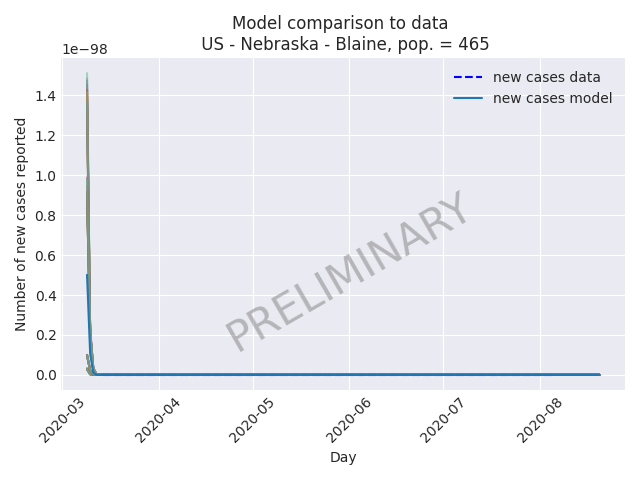 Model comparison to data
US - Nebraska - Blaine, pop. = 465
1e−98
new cases data
new cases model
1.4
1.2
1.0
0.8
0.6
0.4
0.2
0.0
Number of new cases reported
PRELIMINARY
2020-03
2020-04
2020-05
2020-06
2020-07
2020-08
Day